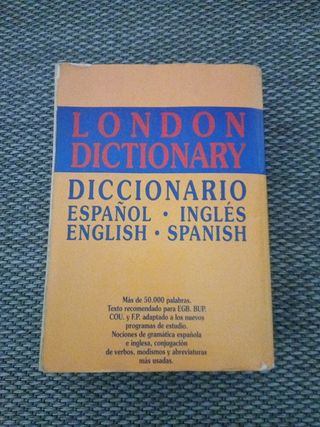 LONDON
DICTIONARY
DICCIONARIO
ESPAÑOL • INGLÉS
ENGLISH • SPANISH
Más de 50.000 palabras.
Texto recomendado para EGB. BUP.
COU. y F.P. adaptado a los nuevos
programas de estudio.
Nociones de gramática española
e inglesa, conjugación
de verbos, modismos y abreviaturas
más usadas.